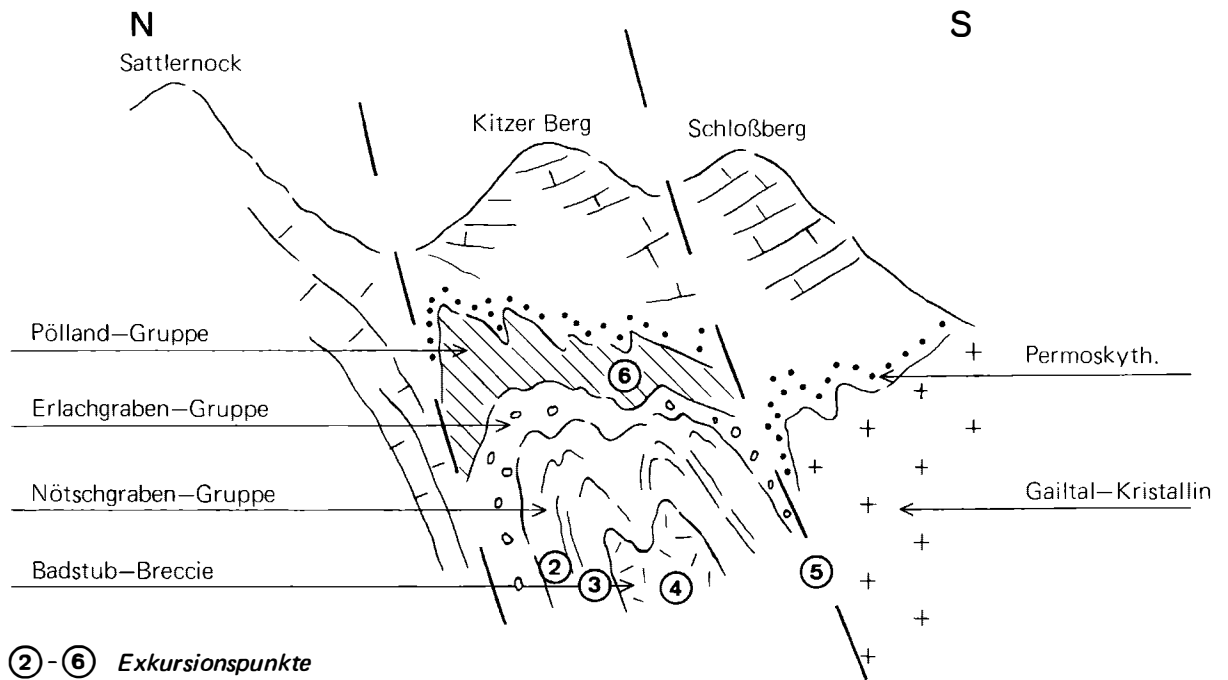 N
S
Sattlernock
Kitzer Berg
Schloßberg
Pölland–Gruppe
Permoskyth.
6
Erlachgraben–Gruppe
Nötschgraben–Gruppe
Gailtal–Kristallin
Badstub–Breccie
2
3
4
5
2 - 6 Exkursionspunkte